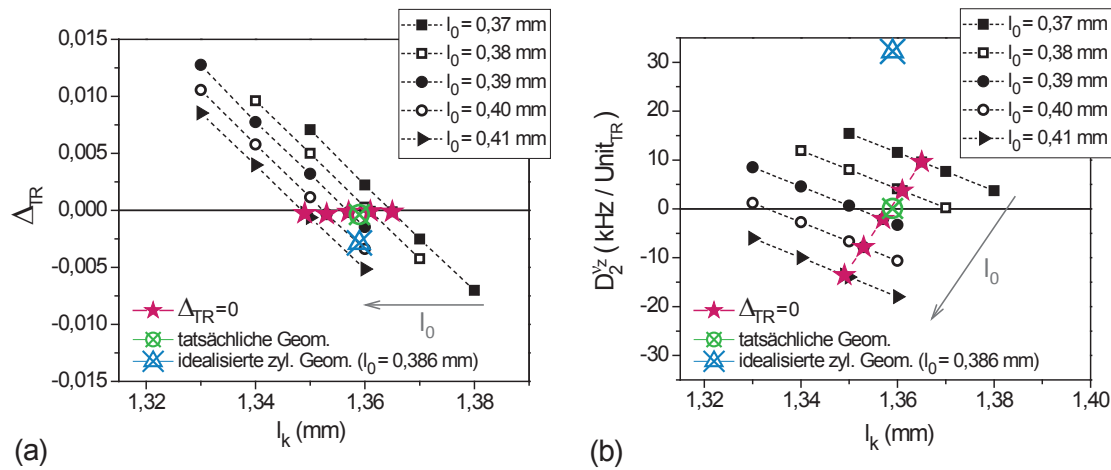 0,015
0,010
0,005
0,000
-0,005
-0,010
-0,015
Δ_TR
l_0 = 0,37 mm
l_0 = 0,38 mm
l_0 = 0,39 mm
l_0 = 0,40 mm
l_0 = 0,41 mm
l_0
Δ_TR=0
tatsächliche Geom.
idealisierte zyl. Geom. (l_0 = 0,386 mm)
1,32 1,34 1,36 1,38
l_k (mm)
(a)
30
20
10
0
-10
-20
-30
D_2^{√z} ( kHz / Unit_TR )
l_0 = 0,37 mm
l_0 = 0,38 mm
l_0 = 0,39 mm
l_0 = 0,40 mm
l_0 = 0,41 mm
l_0
Δ_TR=0
tatsächliche Geom.
idealisierte zyl. Geom. (l_0 = 0,386 mm)
1,32 1,34 1,36 1,38 1,40
l_k (mm)
(b)